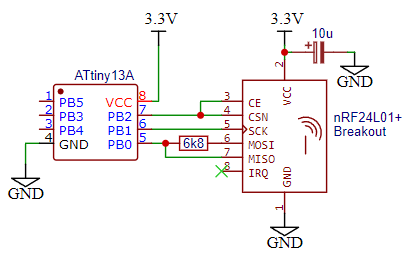 3.3V
3.3V
10u
GND
ATtiny13A
1 PB5 VCC 8
2 PB3 PB2 7
3 PB4 PB1 6
4 GND PB0 5
6k8
GND
2
VCC
3 CE
4 CSN
5 SCK
6 MOSI
7 MISO
8 IRQ
GND
1
nRF24L01+
Breakout
GND